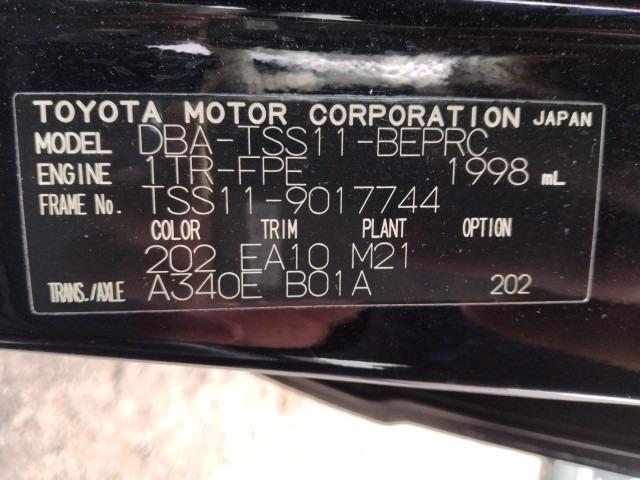 TOYOTA MOTOR CORPORATION JAPAN
MODEL DBA-TSS11-BEPRC
ENGINE 1TR-FPE 1998 mL
FRAME No. TSS11-9017744
COLOR TRIM PLANT OPTION
202 EA10 M21
TRANS./AXLE A340E B01A 202